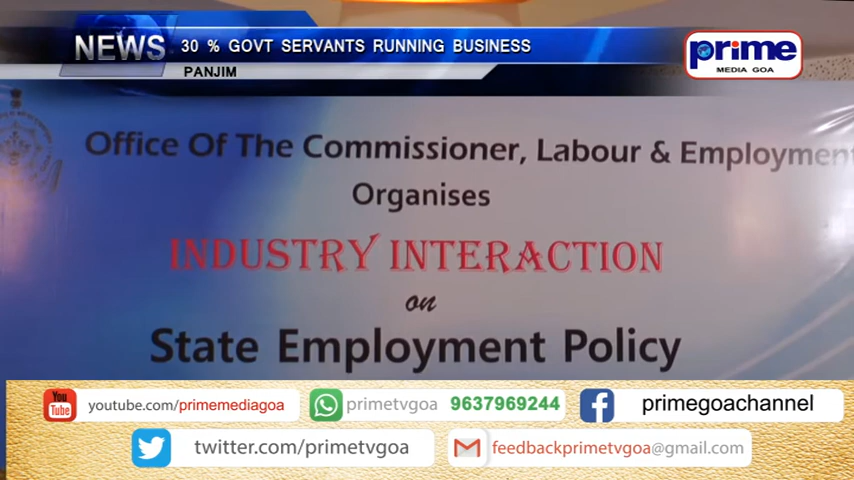 NEWS 30 % GOVT SERVANTS RUNNING BUSINESS
PANJIM
prime
MEDIA GOA
Office Of The Commissioner, Labour & Employment
Organises
INDUSTRY INTERACTION
on
State Employment Policy
You Tube youtube.com/primemediagoa
primetvgoa 9637969244
primegoachannel
twitter.com/primetvgoa
feedbackprimetvgoa@gmail.com